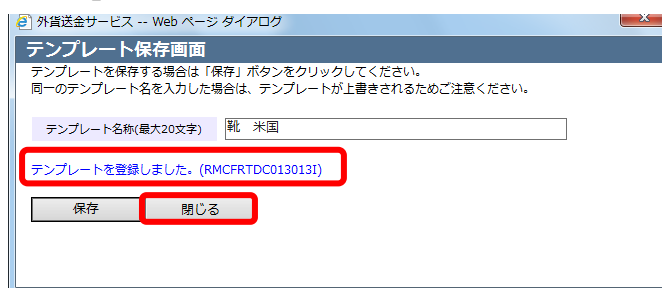 外貨送金サービス -- Web ページ ダイアログ
テンプレート保存画面
テンプレートを保存する場合は「保存」ボタンをクリックしてください。
同一のテンプレート名を入力した場合は、テンプレートが上書きされるためご注意ください。
テンプレート名称(最大20文字) 靴　米国
テンプレートを登録しました。(RMCFRTDC013013I)
保存 閉じる